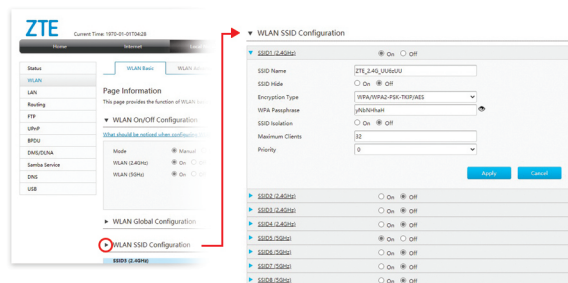 ZTE
Current Time: 1970-01-01T04:28
Home
Internet
Status
WLAN
LAN
Routing
FTP
UPnP
BPDU
DMS/DLNA
Samba Service
DNS
USB
WLAN Basic
WLAN
Page Information
This page provides the function of WLAN
▼ WLAN On/Off Configuration
What should be noticed when configuring
Mode Manual
WLAN (2.4GHz) On
WLAN (5GHz) On
► WLAN Global Configuration
► WLAN SSID Configuration
SSID3 (2.4GHz)
▼ WLAN SSID Configuration
▼ SSID1 (2.4GHz) On Off
SSID Name ZTE_2.4G_UU6zUU
SSID Hide On Off
Encryption Type WPA/WPA2-PSK-TKIP/AES
WPA Passphrase yNbNHhaH
SSID Isolation On Off
Maximum Clients 32
Priority 0
Apply Cancel
► SSID2 (2.4GHz) On Off
► SSID3 (2.4GHz) On Off
► SSID4 (2.4GHz) On Off
► SSID5 (5GHz) On Off
► SSID6 (5GHz) On Off
► SSID7 (5GHz) On Off
► SSID8 (5GHz) On Off